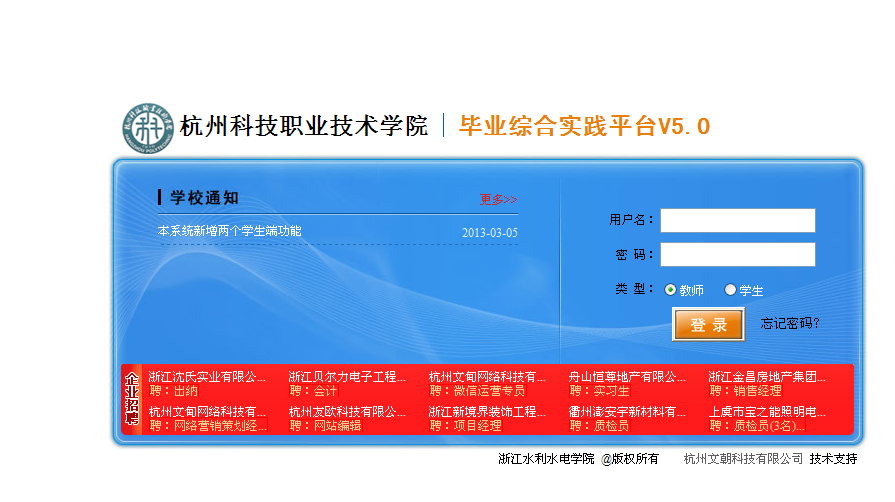 杭州科技职业技术学院 | 毕业综合实践平台V5.0
学校通知 更多>>
本系统新增两个学生端功能 2013-03-05
用户名：
密 码：
类 型： 教师 学生
登 录 忘记密码？
企业招聘
浙江沈氏实业有限公... 浙江贝尔力电子工程... 杭州文甸网络科技有... 舟山恒尊地产有限公... 浙江金昌房地产集团...
聘：出纳 聘：会计 聘：微信运营专员 聘：实习生 聘：销售经理
杭州文甸网络科技有... 杭州友欧科技有限公... 浙江新境界装饰工程... 衢州澎安宇新材料有... 上虞市宝之能照明电...
聘：网络营销策划经... 聘：网站编辑 聘：项目经理 聘：质检员 聘：质检员(3名)...
浙江水利水电学院 @版权所有 杭州文朝科技有限公司 技术支持